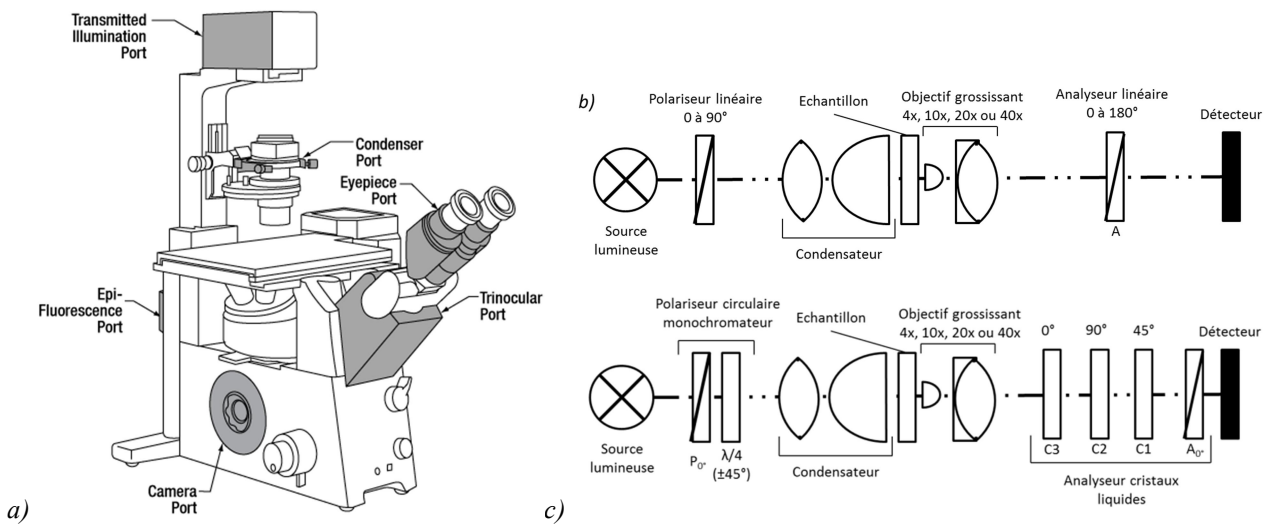 Transmitted
Illumination
Port
Condenser
Port
Eyepiece
Port
Epi-
Fluorescence
Port
Trinocular
Port
Camera
Port
a)
b)
Polariseur linéaire
0 à 90°
Echantillon
Objectif grossissant
4x, 10x, 20x ou 40x
Analyseur linéaire
0 à 180°
Détecteur
Source
lumineuse
Condensateur
A
Polariseur circulaire
monochromateur
Echantillon
Objectif grossissant
4x, 10x, 20x ou 40x
0°
90°
45°
Détecteur
Source
lumineuse
P0°
λ/4
(±45°)
Condensateur
C3
C2
C1
A0°
Analyseur cristaux
liquides
c)